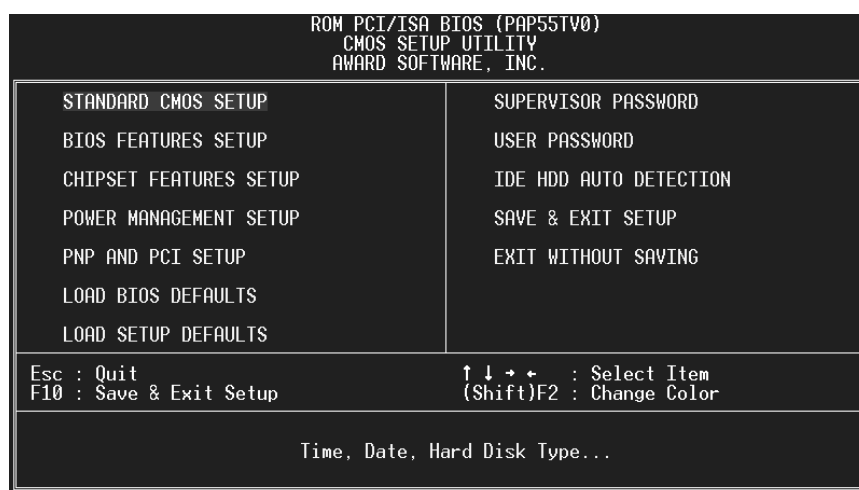 ROM PCI/ISA BIOS (PAP55TV0)
CMOS SETUP UTILITY
AWARD SOFTWARE, INC.
STANDARD CMOS SETUP
BIOS FEATURES SETUP
CHIPSET FEATURES SETUP
POWER MANAGEMENT SETUP
PNP AND PCI SETUP
LOAD BIOS DEFAULTS
LOAD SETUP DEFAULTS
SUPERVISOR PASSWORD
USER PASSWORD
IDE HDD AUTO DETECTION
SAVE & EXIT SETUP
EXIT WITHOUT SAVING
Esc : Quit
F10 : Save & Exit Setup
↑ ↓ → ← : Select Item
(Shift)F2 : Change Color
Time, Date, Hard Disk Type...